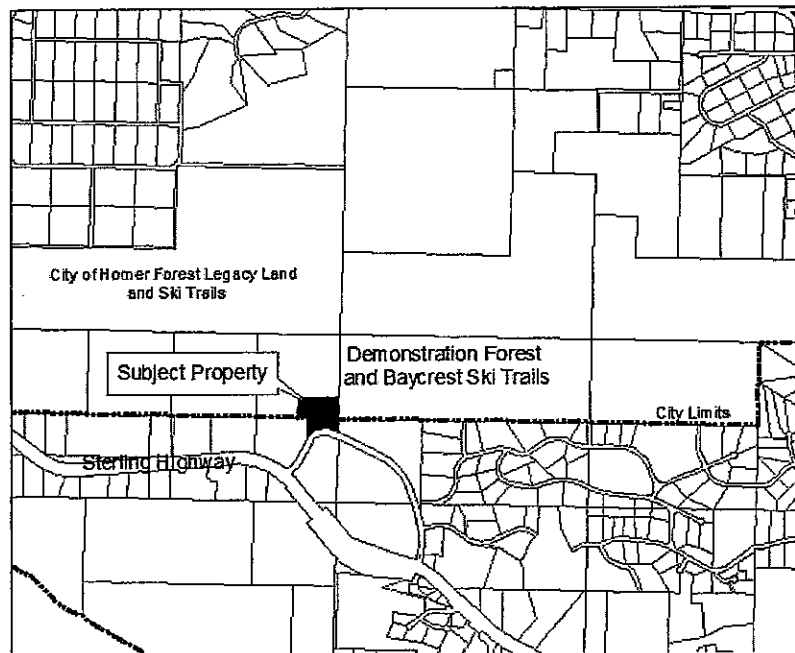 City of Homer Forest Legacy Land
and Ski Trails
Demonstration Forest
and Baycrest Ski Trails
Subject Property
City Limits
Sterling Highway